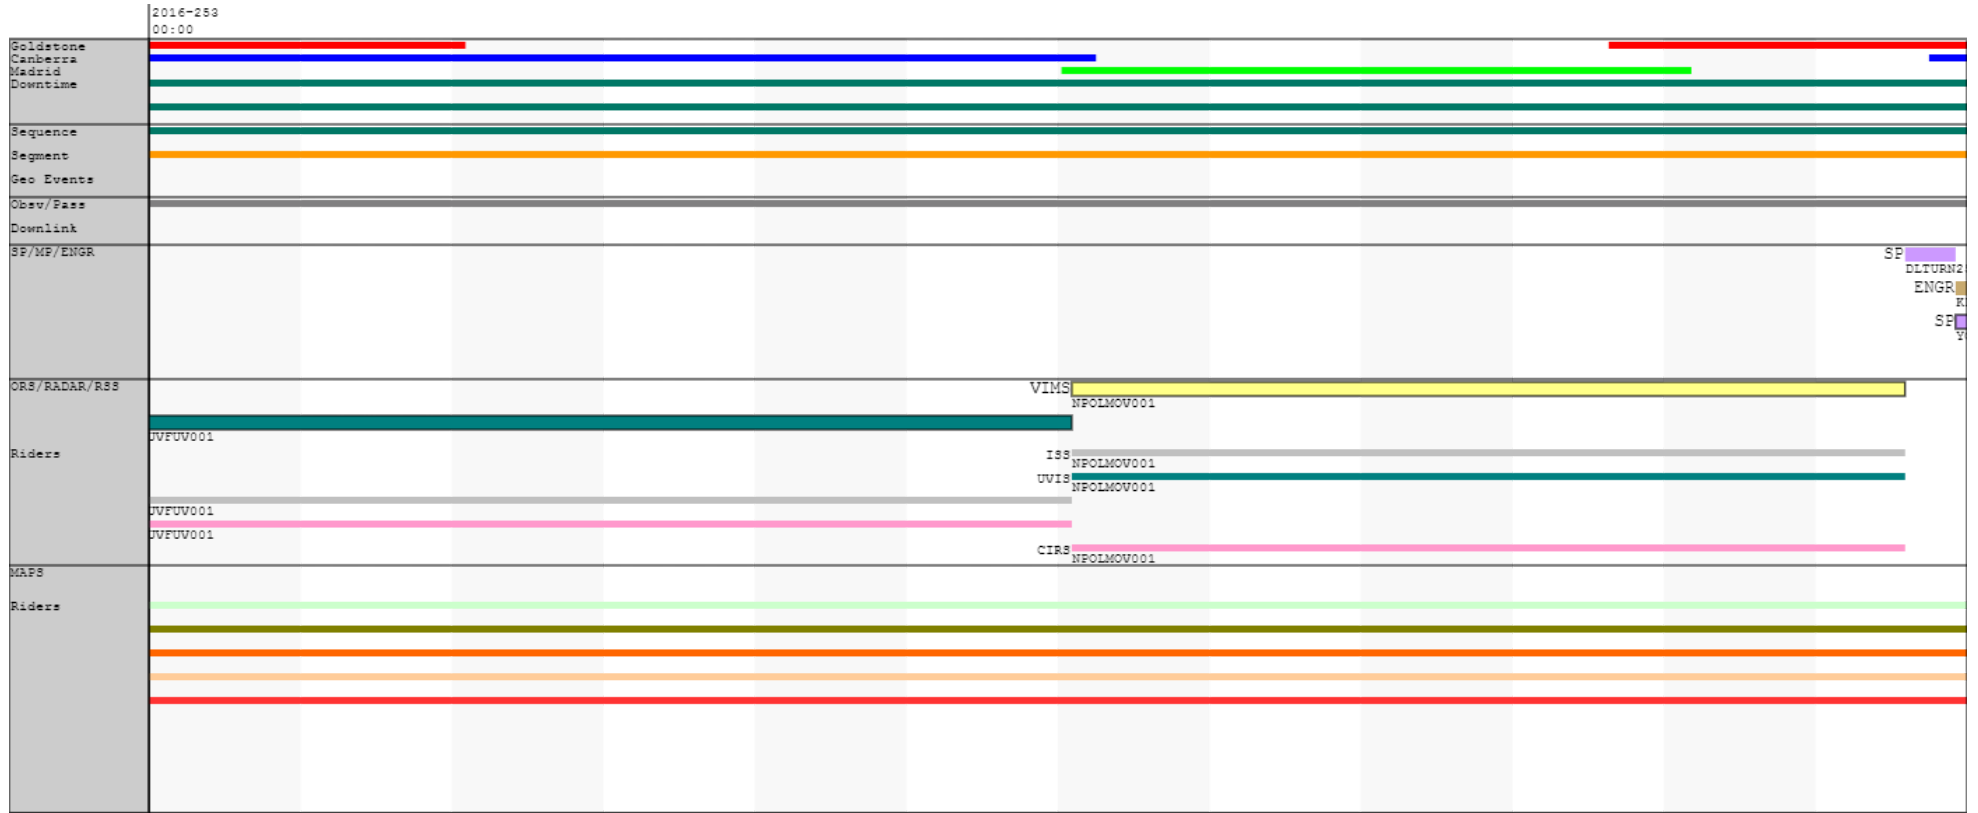 2016-253
00:00
Goldstone
Canberra
Madrid
Downtime
Sequence
Segment
Geo Events
Obsv/Pass
Downlink
SP/MP/ENGR
SP
DLTURN2
ENGR
SP
ORS/RADAR/RSS
VIMS
NPOLMOV001
UVFUV001
Riders
ISS
NPOLMOV001
UVIS
NPOLMOV001
UVFUV001
UVFUV001
CIRS
NPOLMOV001
MAPS
Riders